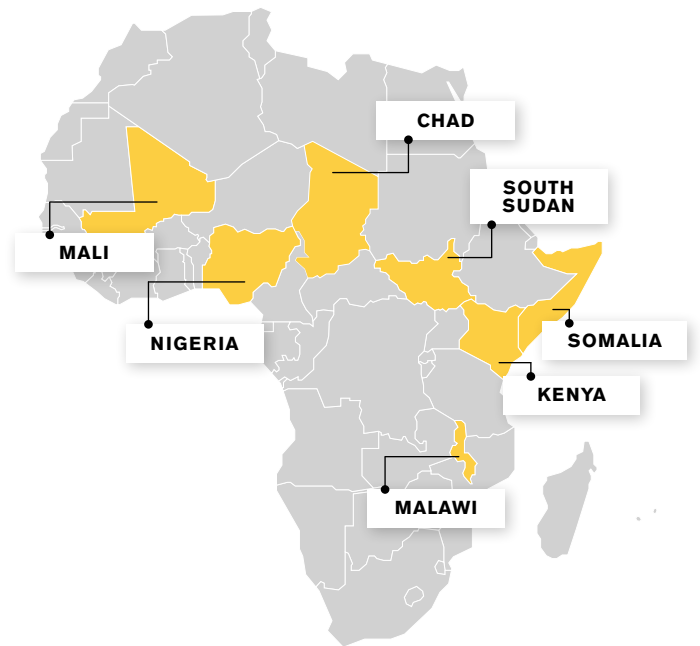 CHAD
SOUTH
SUDAN
MALI
NIGERIA
SOMALIA
KENYA
MALAWI